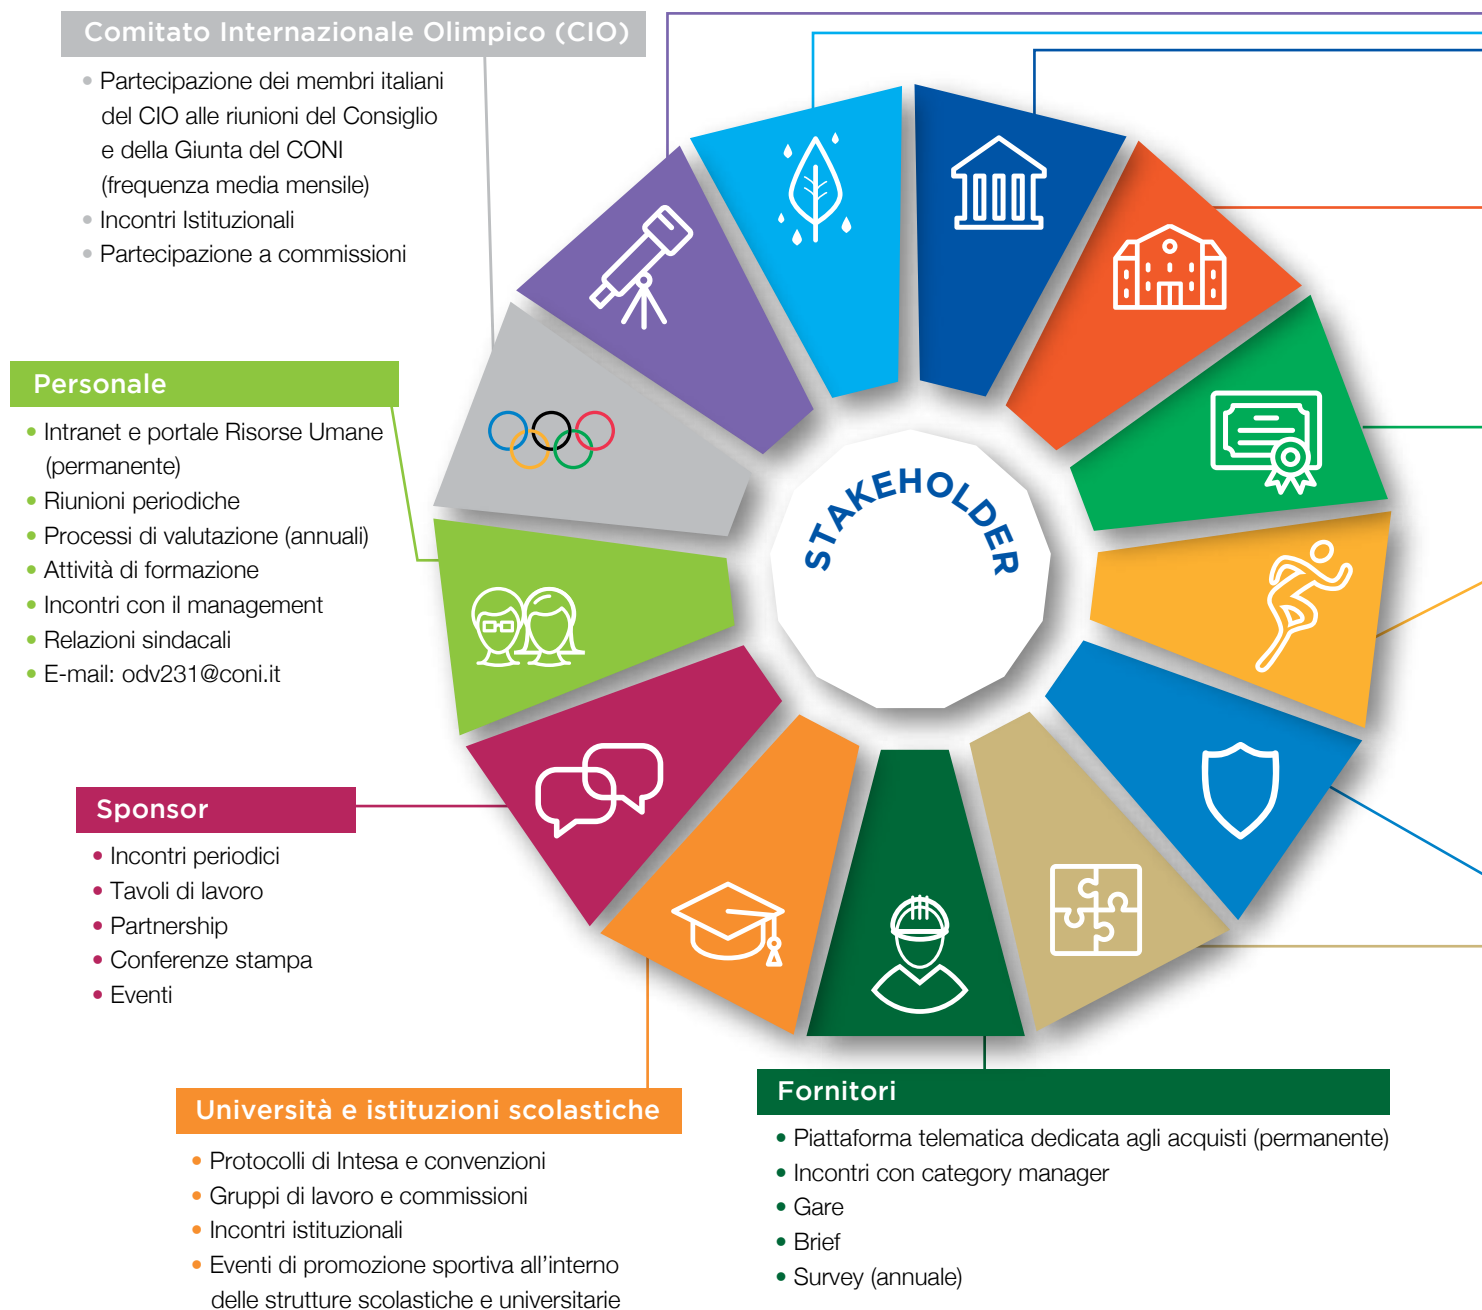 Comitato Internazionale Olimpico (CIO)
• Partecipazione dei membri italiani
del CIO alle riunioni del Consiglio
e della Giunta del CONI
(frequenza media mensile)
• Incontri Istituzionali
• Partecipazione a commissioni
Personale
• Intranet e portale Risorse Umane
(permanente)
• Riunioni periodiche
• Processi di valutazione (annuali)
• Attività di formazione
• Incontri con il management
• Relazioni sindacali
• E-mail: odv231@coni.it
STAKEHOLDER
Sponsor
• Incontri periodici
• Tavoli di lavoro
• Partnership
• Conferenze stampa
• Eventi
Università e istituzioni scolastiche
• Protocolli di Intesa e convenzioni
• Gruppi di lavoro e commissioni
• Incontri istituzionali
• Eventi di promozione sportiva all'interno
delle strutture scolastiche e universitarie
Fornitori
• Piattaforma telematica dedicata agli acquisti (permanente)
• Incontri con category manager
• Gare
• Brief
• Survey (annuale)